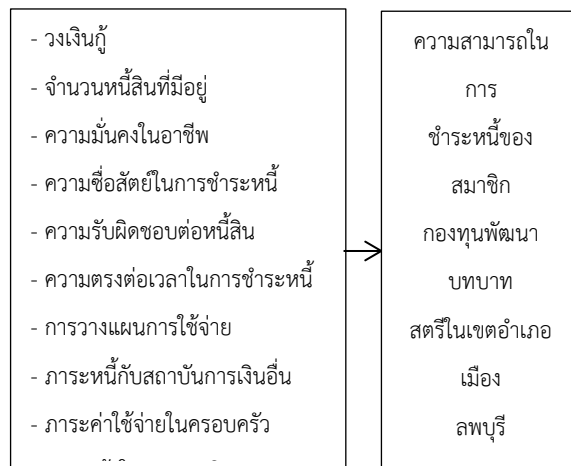 - วงเงินกู้
- จำนวนหนี้สินที่มีอยู่
- ความมั่นคงในอาชีพ
- ความซื่อสัตย์ในการชำระหนี้
- ความรับผิดชอบต่อหนี้สิน
- ความตรงต่อเวลาในการชำระหนี้
- การวางแผนการใช้จ่าย
- ภาระหนี้กับสถาบันการเงินอื่น
- ภาระค่าใช้จ่ายในครอบครัว
ความสามารถใน
การ
ชำระหนี้ของ
สมาชิก
กองทุนพัฒนา
บทบาท
สตรีในเขตอำเภอ
เมือง
ลพบุรี